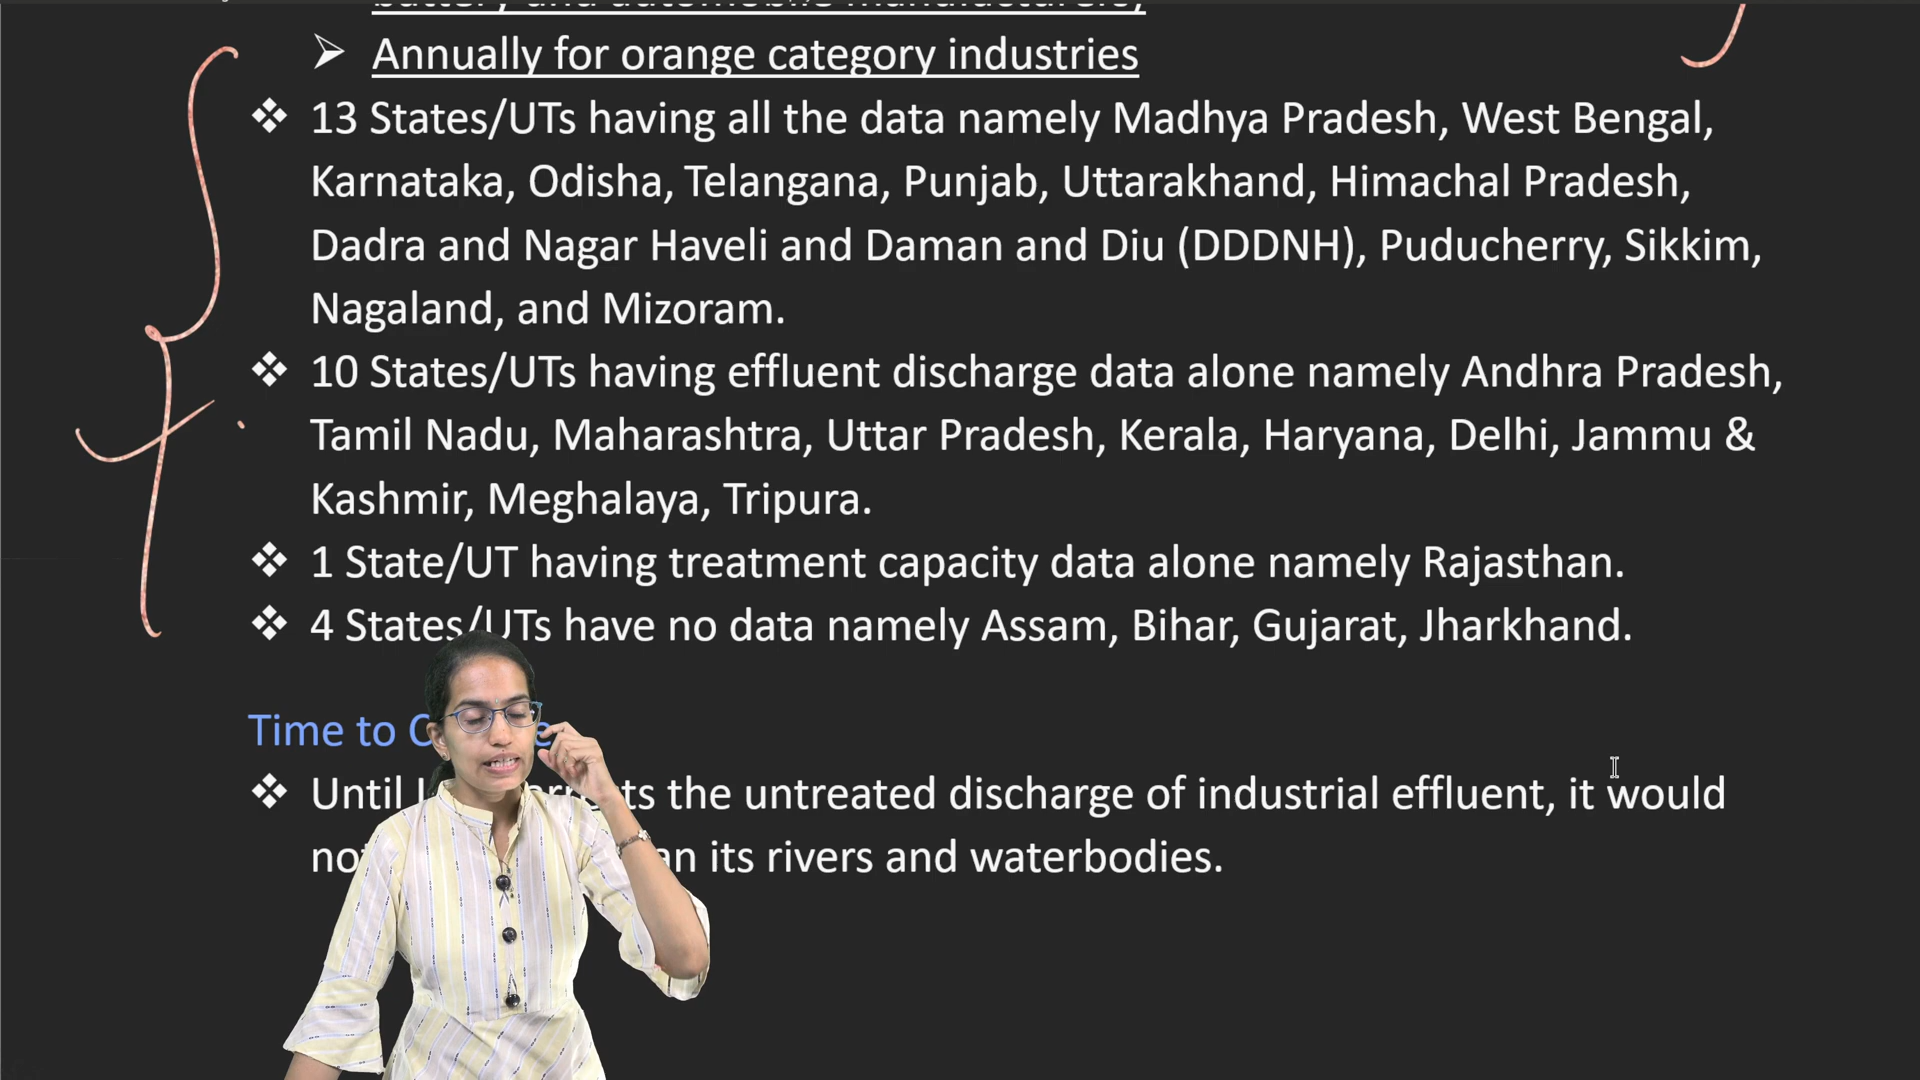 ➢ Annually for orange category industries
❖ 13 States/UTs having all the data namely Madhya Pradesh, West Bengal,
Karnataka, Odisha, Telangana, Punjab, Uttarakhand, Himachal Pradesh,
Dadra and Nagar Haveli and Daman and Diu (DDDNH), Puducherry, Sikkim,
Nagaland, and Mizoram.
❖ 10 States/UTs having effluent discharge data alone namely Andhra Pradesh,
Tamil Nadu, Maharashtra, Uttar Pradesh, Kerala, Haryana, Delhi, Jammu &
Kashmir, Meghalaya, Tripura.
❖ 1 State/UT having treatment capacity data alone namely Rajasthan.
❖ 4 States/UTs have no data namely Assam, Bihar, Gujarat, Jharkhand.
Time to
❖ Until the untreated discharge of industrial effluent, it would
its rivers and waterbodies.